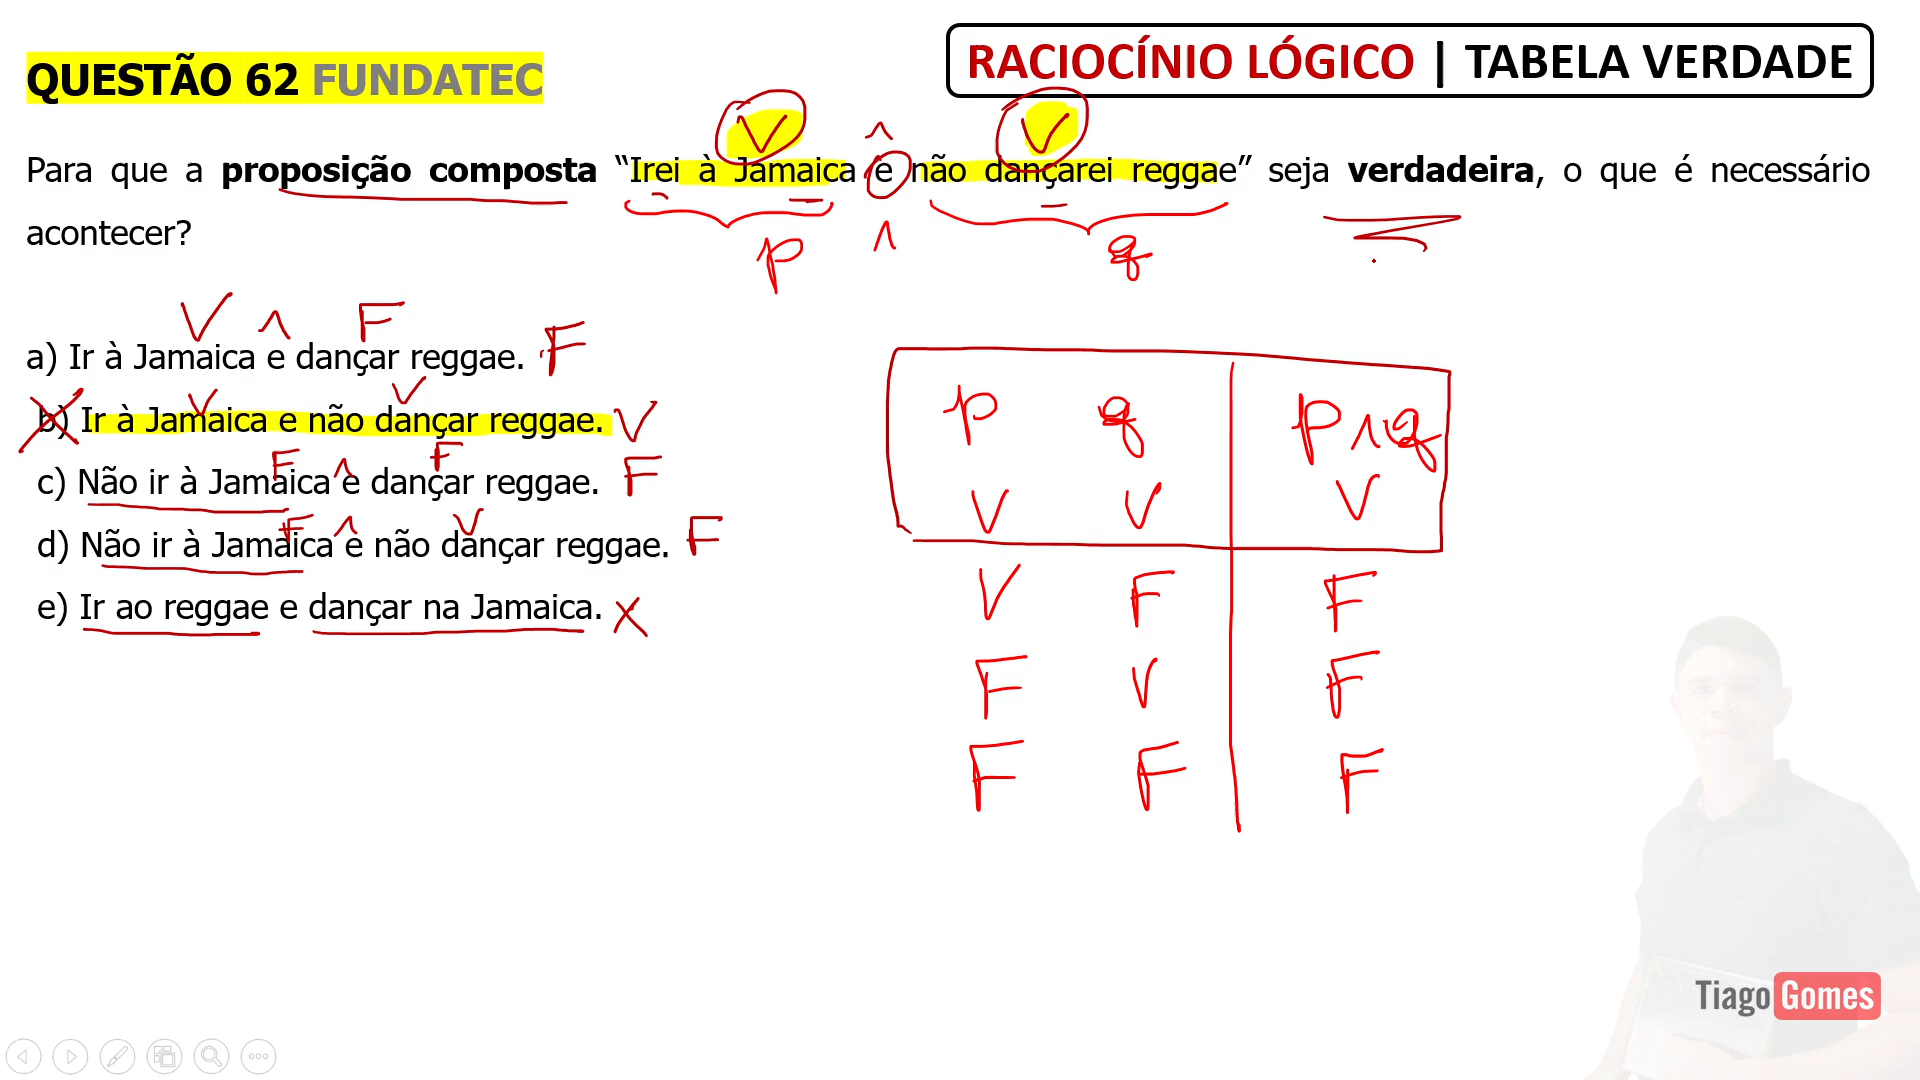 RACIOCÍNIO LÓGICO | TABELA VERDADE
QUESTÃO 62 FUNDATEC
V ^ V
Para que a proposição composta “Irei à Jamaica e não dançarei reggae” seja verdadeira, o que é necessário
acontecer?
p ^ q
V ^ F
a) Ir à Jamaica e dançar reggae. F
V V
b) Ir à Jamaica e não dançar reggae. V
F ^ F
c) Não ir à Jamaica e dançar reggae. F
F ^ V
d) Não ir à Jamaica e não dançar reggae. F
e) Ir ao reggae e dançar na Jamaica. X
p q p^q
V V V
V F F
F V F
F F F
Tiago Gomes